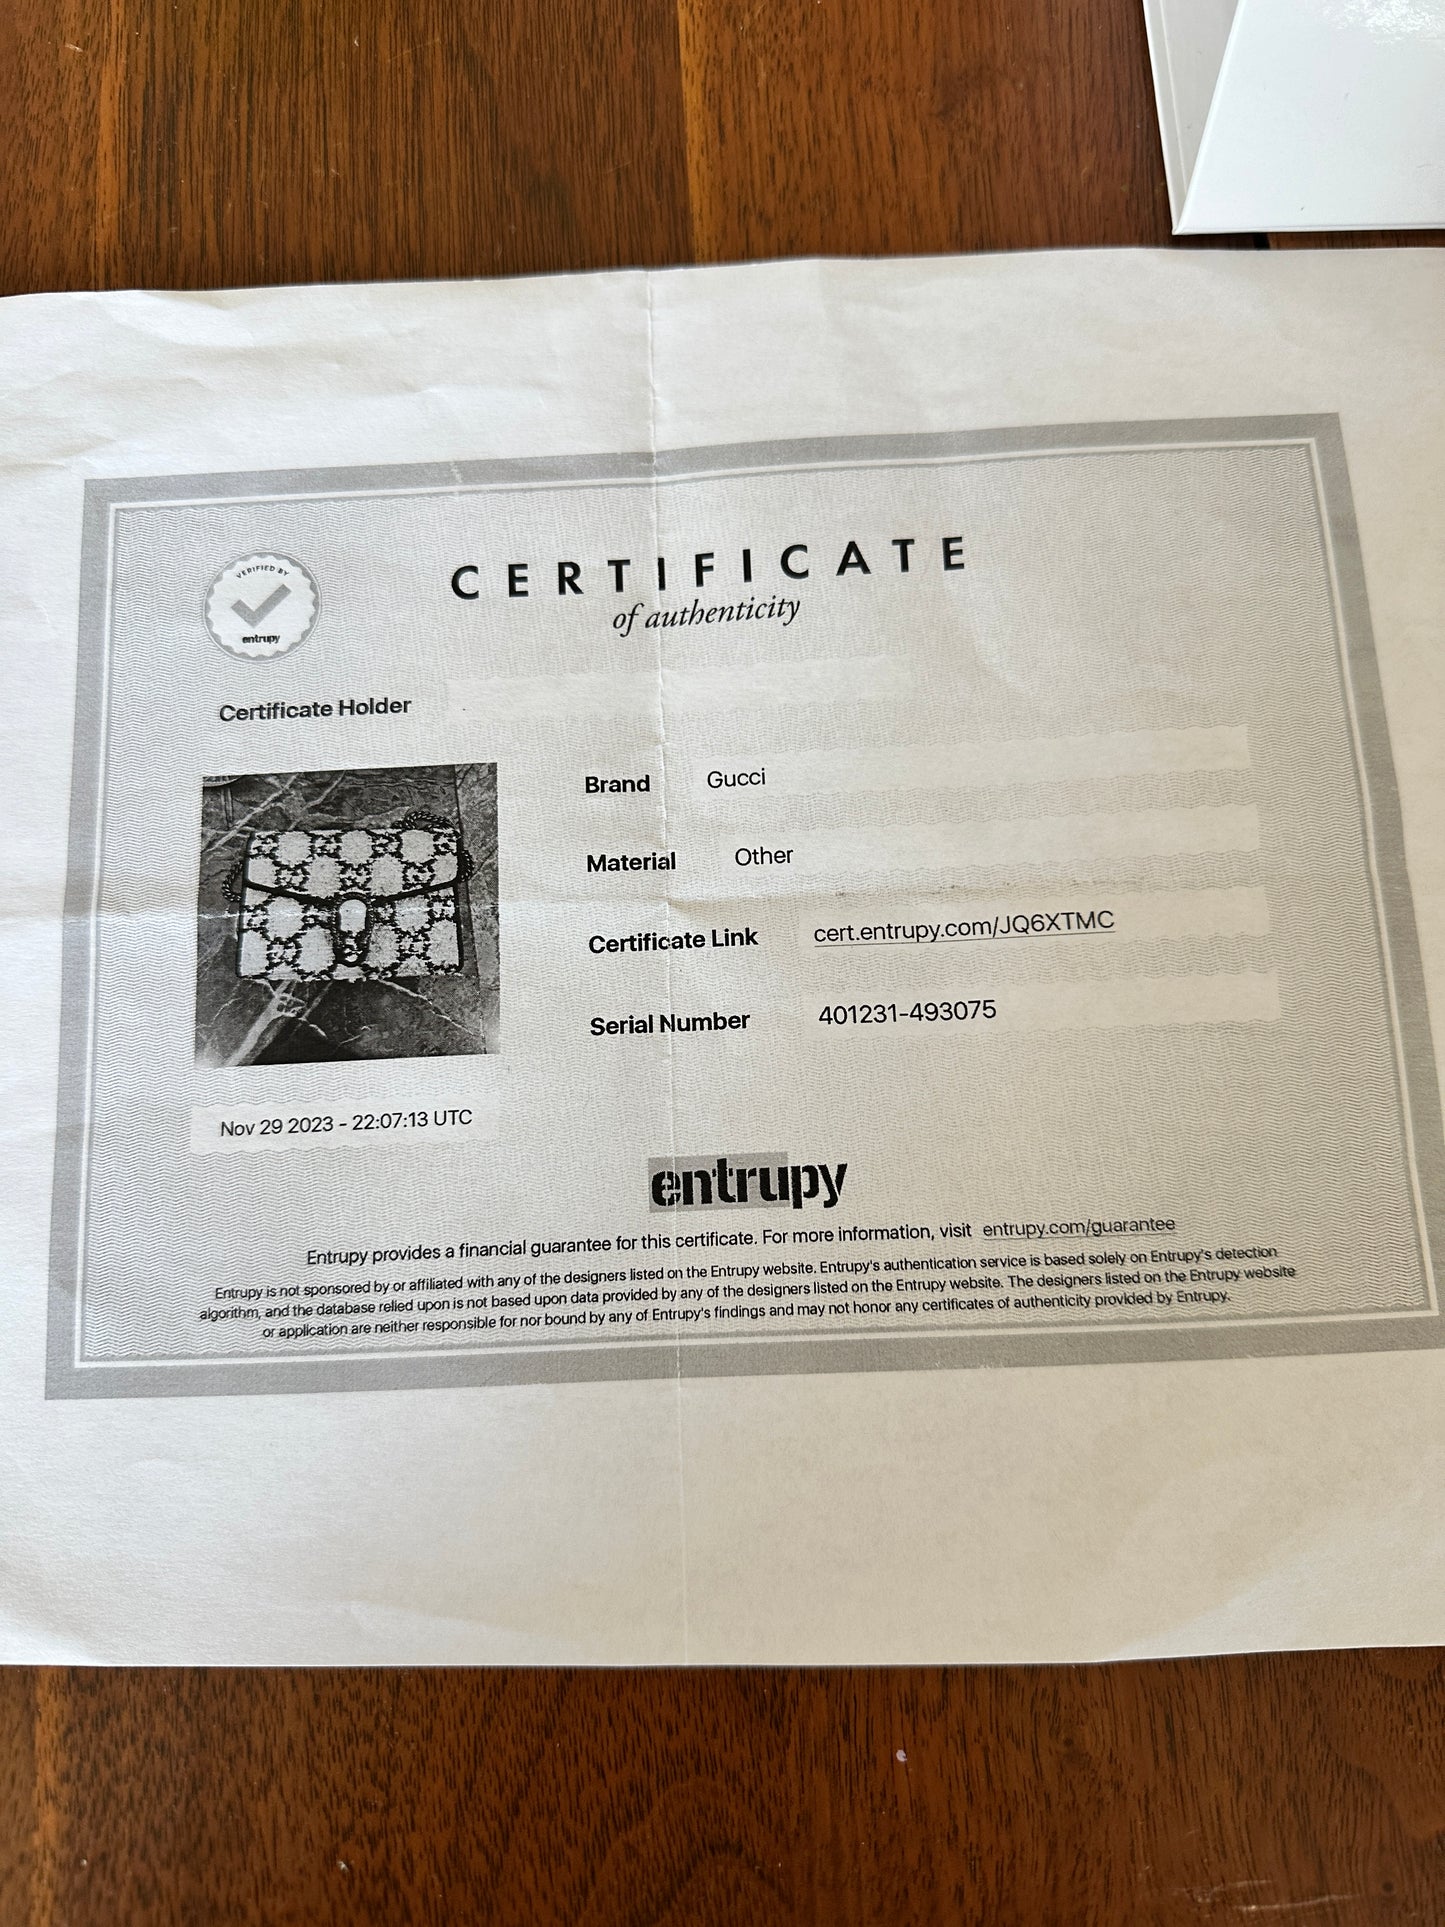 VERIFIED BY
entrupy
CERTIFICATE
of authenticity
Certificate Holder
Brand Gucci
Material Other
Certificate Link cert.entrupy.com/JQ6XTMC
Serial Number 401231-493075
Nov 29 2023 - 22:07:13 UTC
entrupy
Entrupy provides a financial guarantee for this certificate. For more information, visit entrupy.com/guarantee
Entrupy is not sponsored by or affiliated with any of the designers listed on the Entrupy website. Entrupy's authentication service is based solely on Entrupy's detection
algorithm, and the database relied upon is not based upon data provided by any of the designers listed on the Entrupy website. The designers listed on the Entrupy website
or application are neither responsible for nor bound by any of Entrupy's findings and may not honor any certificates of authenticity provided by Entrupy.